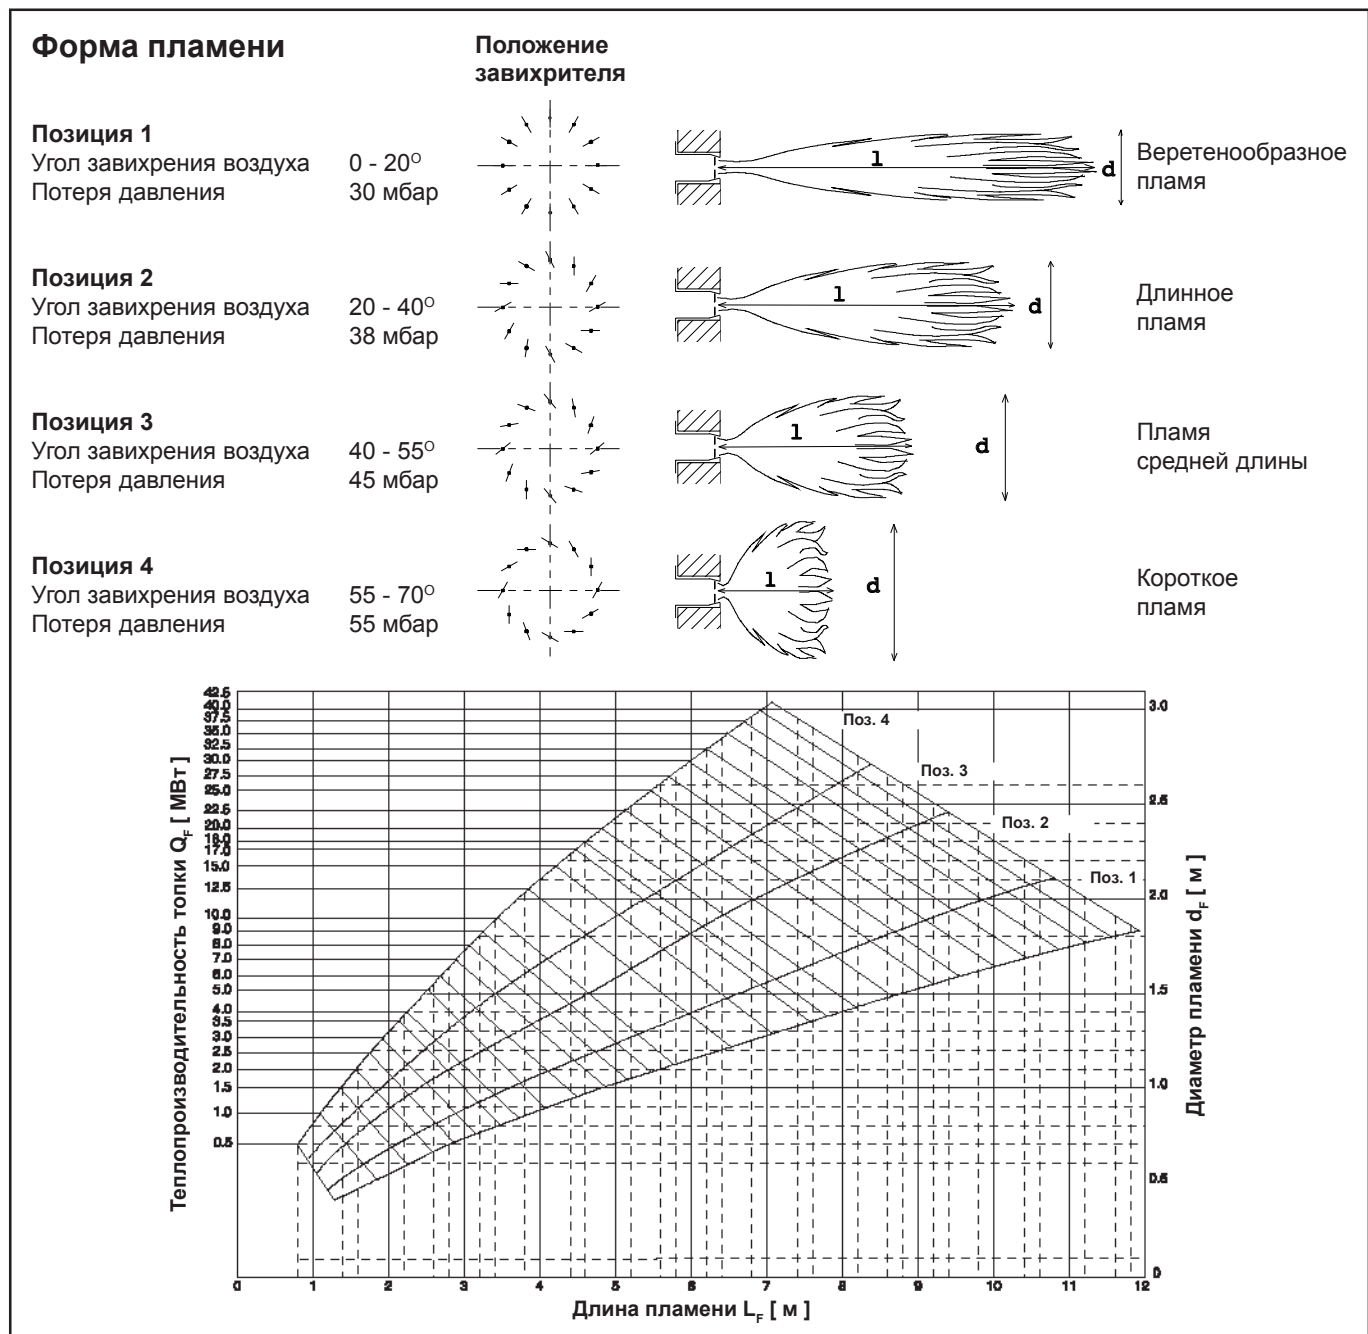 Форма пламени
Положение
завихрителя
Позиция 1
Угол завихрения воздуха 0 - 20°
Потеря давления 30 мбар
l
d
Веретенообразное
пламя
Позиция 2
Угол завихрения воздуха 20 - 40°
Потеря давления 38 мбар
l
d
Длинное
пламя
Позиция 3
Угол завихрения воздуха 40 - 55°
Потеря давления 45 мбар
l
d
Пламя
средней длины
Позиция 4
Угол завихрения воздуха 55 - 70°
Потеря давления 55 мбар
l
d
Короткое
пламя
Теплопроизводительность топки Q_F [ МВт ]
42.5
40.0
37.5
35.0
32.5
30.0
27.5
25.0
22.5
20.0
18.0
17.0
15.0
12.5
10.0
9.0
8.0
7.0
6.0
5.0
4.0
3.5
3.0
2.5
2.0
1.5
1.0
0.5
Поз. 4
Поз. 3
Поз. 2
Поз. 1
3.0
2.5
2.0
1.5
1.0
0.5
0
Диаметр пламени d_F [ м ]
0 1 2 3 4 5 6 7 8 9 10 11 12
Длина пламени L_F [ м ]